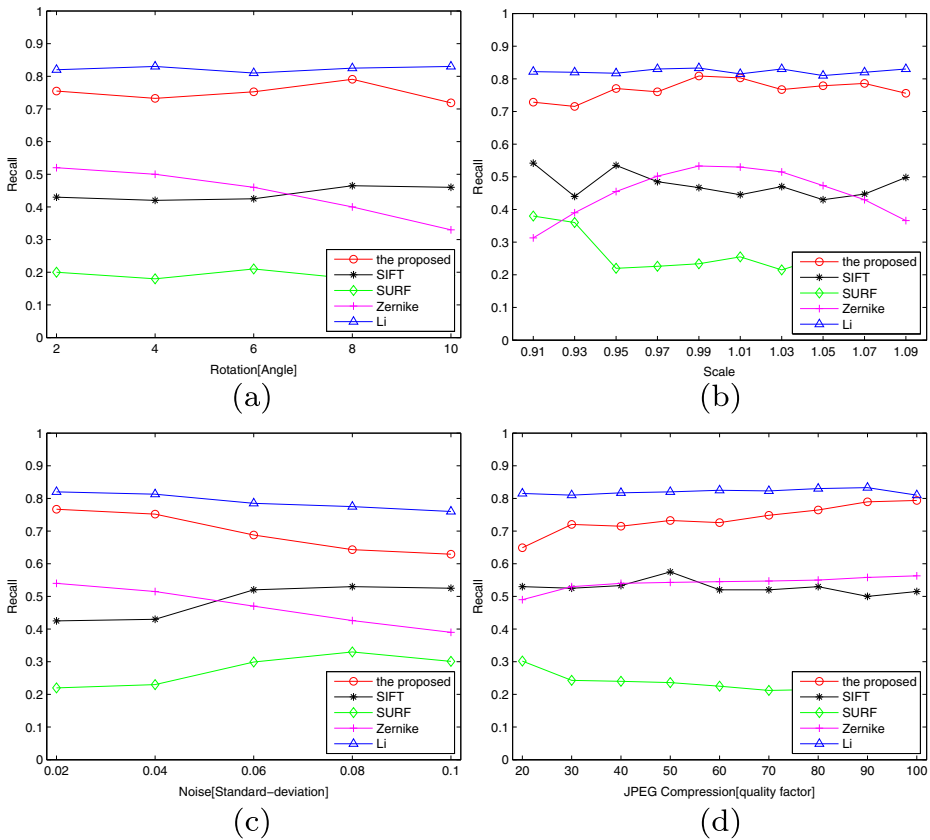 1
0.9
0.8
0.7
0.6
0.5
0.4
0.3
0.2
0.1
0
Recall
2 4 6 8 10
Rotation[Angle]
the proposed
SIFT
SURF
Zernike
Li
(a)
1
0.9
0.8
0.7
0.6
0.5
0.4
0.3
0.2
0.1
0
Recall
0.91 0.93 0.95 0.97 0.99 1.01 1.03 1.05 1.07 1.09
Scale
the proposed
SIFT
SURF
Zernike
Li
(b)
1
0.9
0.8
0.7
0.6
0.5
0.4
0.3
0.2
0.1
0
Recall
0.02 0.04 0.06 0.08 0.1
Noise[Standard-deviation]
the proposed
SIFT
SURF
Zernike
Li
(c)
1
0.9
0.8
0.7
0.6
0.5
0.4
0.3
0.2
0.1
0
Recall
20 30 40 50 60 70 80 90 100
JPEG Compression[quality factor]
the proposed
SIFT
SURF
Zernike
Li
(d)